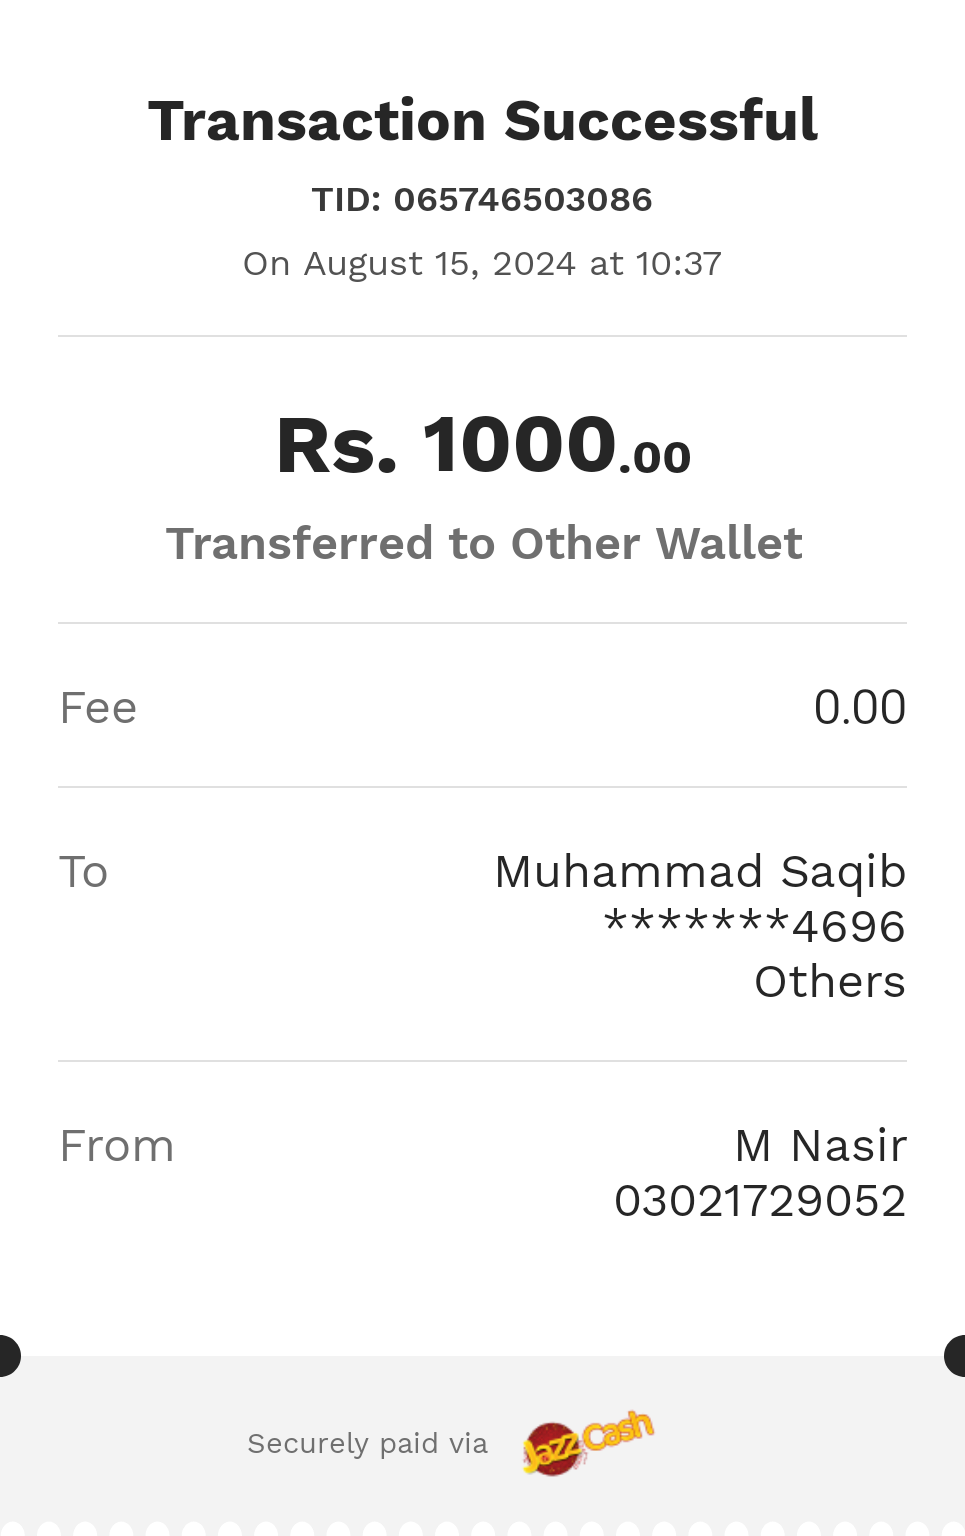 Transaction Successful
TID: 065746503086
On August 15, 2024 at 10:37
Rs. 1000.00
Transferred to Other Wallet
Fee 0.00
To Muhammad Saqib
*******4696
Others
From M Nasir
03021729052
Securely paid via JazzCash